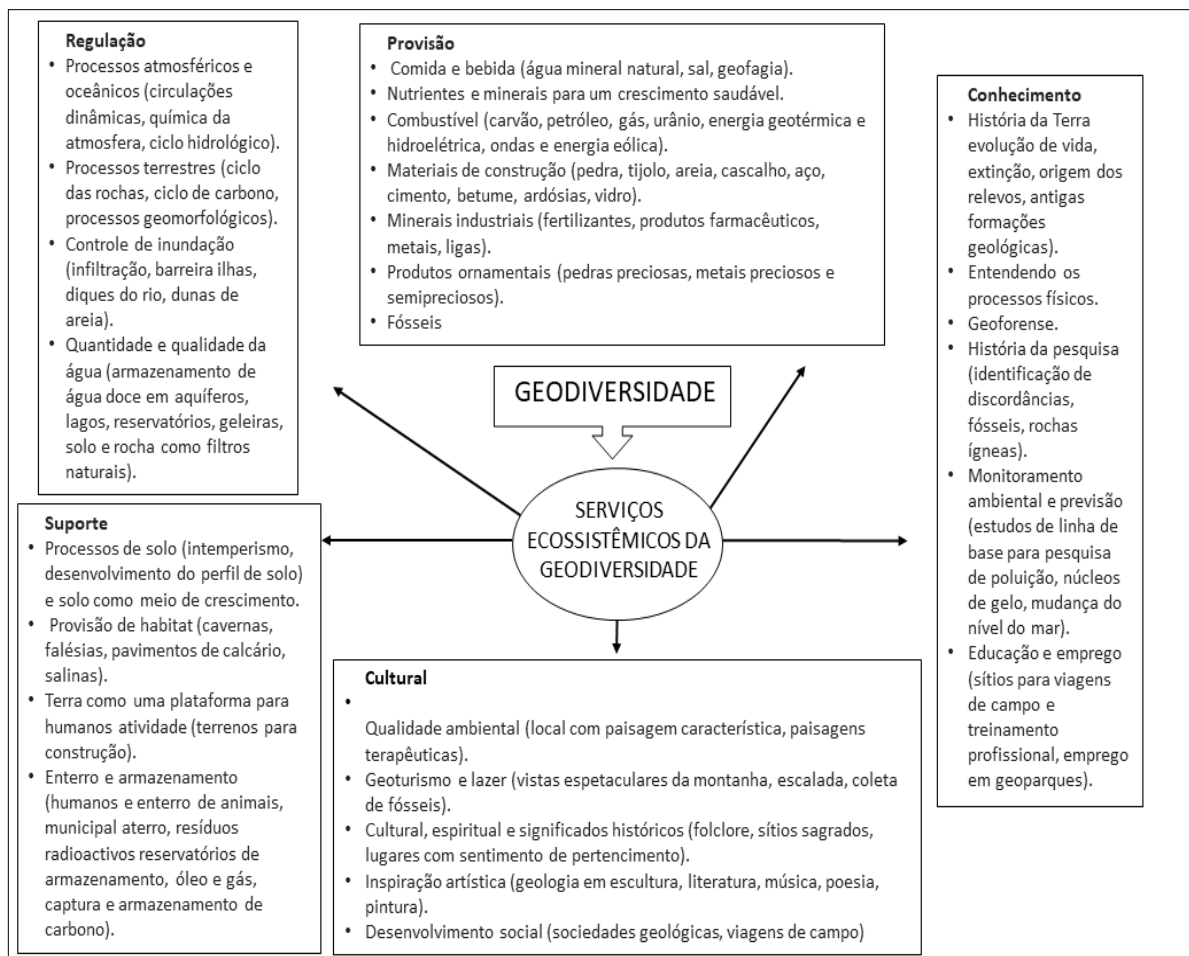 Regulação
• Processos atmosféricos e
oceânicos (circulações
dinâmicas, química da
atmosfera, ciclo hidrológico).
• Processos terrestres (ciclo
das rochas, ciclo de carbono,
processos geomorfológicos).
• Controle de inundação
(infiltração, barreira ilhas,
diques do rio, dunas de
areia).
• Quantidade e qualidade da
água (armazenamento de
água doce em aquíferos,
lagos, reservatórios, geleiras,
solo e rocha como filtros
naturais).
Provisão
• Comida e bebida (água mineral natural, sal, geofagia).
• Nutrientes e minerais para um crescimento saudável.
• Combustível (carvão, petróleo, gás, urânio, energia geotérmica e
hidroelétrica, ondas e energia eólica).
• Materiais de construção (pedra, tijolo, areia, cascalho, aço,
cimento, betume, ardósias, vidro).
• Minerais industriais (fertilizantes, produtos farmacêuticos,
metais, ligas).
• Produtos ornamentais (pedras preciosas, metais preciosos e
semipreciosos).
• Fósseis
Conhecimento
• História da Terra
evolução de vida,
extinção, origem dos
relevos, antigas
formações
geológicas).
• Entendendo os
processos físicos.
• Geoforense.
• História da pesquisa
(identificação de
discordâncias,
fósseis, rochas
ígneas).
• Monitoramento
ambiental e previsão
(estudos de linha de
base para pesquisa
de poluição, núcleos
de gelo, mudança do
nível do mar).
• Educação e emprego
(sítios para viagens
de campo e
treinamento
profissional, emprego
em geoparques).
GEODIVERSIDADE
SERVIÇOS
ECOSSISTÊMICOS DA
GEODIVERSIDADE
Suporte
• Processos de solo (intemperismo,
desenvolvimento do perfil de solo)
e solo como meio de crescimento.
• Provisão de habitat (cavernas,
falésias, pavimentos de calcário,
salinas).
• Terra como uma plataforma para
humanos atividade (terrenos para
construção).
• Enterro e armazenamento
(humanos e enterro de animais,
municipal aterro, resíduos
radioactivos reservatórios de
armazenamento, óleo e gás,
captura e armazenamento de
carbono).
Cultural
•
Qualidade ambiental (local com paisagem característica, paisagens
terapêuticas).
• Geoturismo e lazer (vistas espetaculares da montanha, escalada, coleta
de fósseis).
• Cultural, espiritual e significados históricos (folclore, sítios sagrados,
lugares com sentimento de pertencimento).
• Inspiração artística (geologia em escultura, literatura, música, poesia,
pintura).
• Desenvolvimento social (sociedades geológicas, viagens de campo)